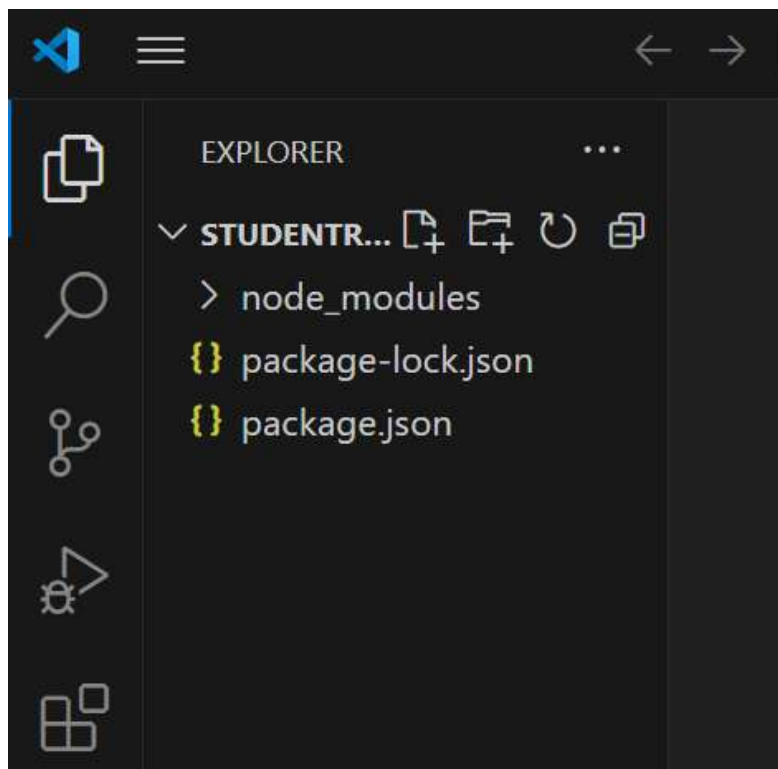 EXPLORER
STUDENTR...
node_modules
package-lock.json
package.json